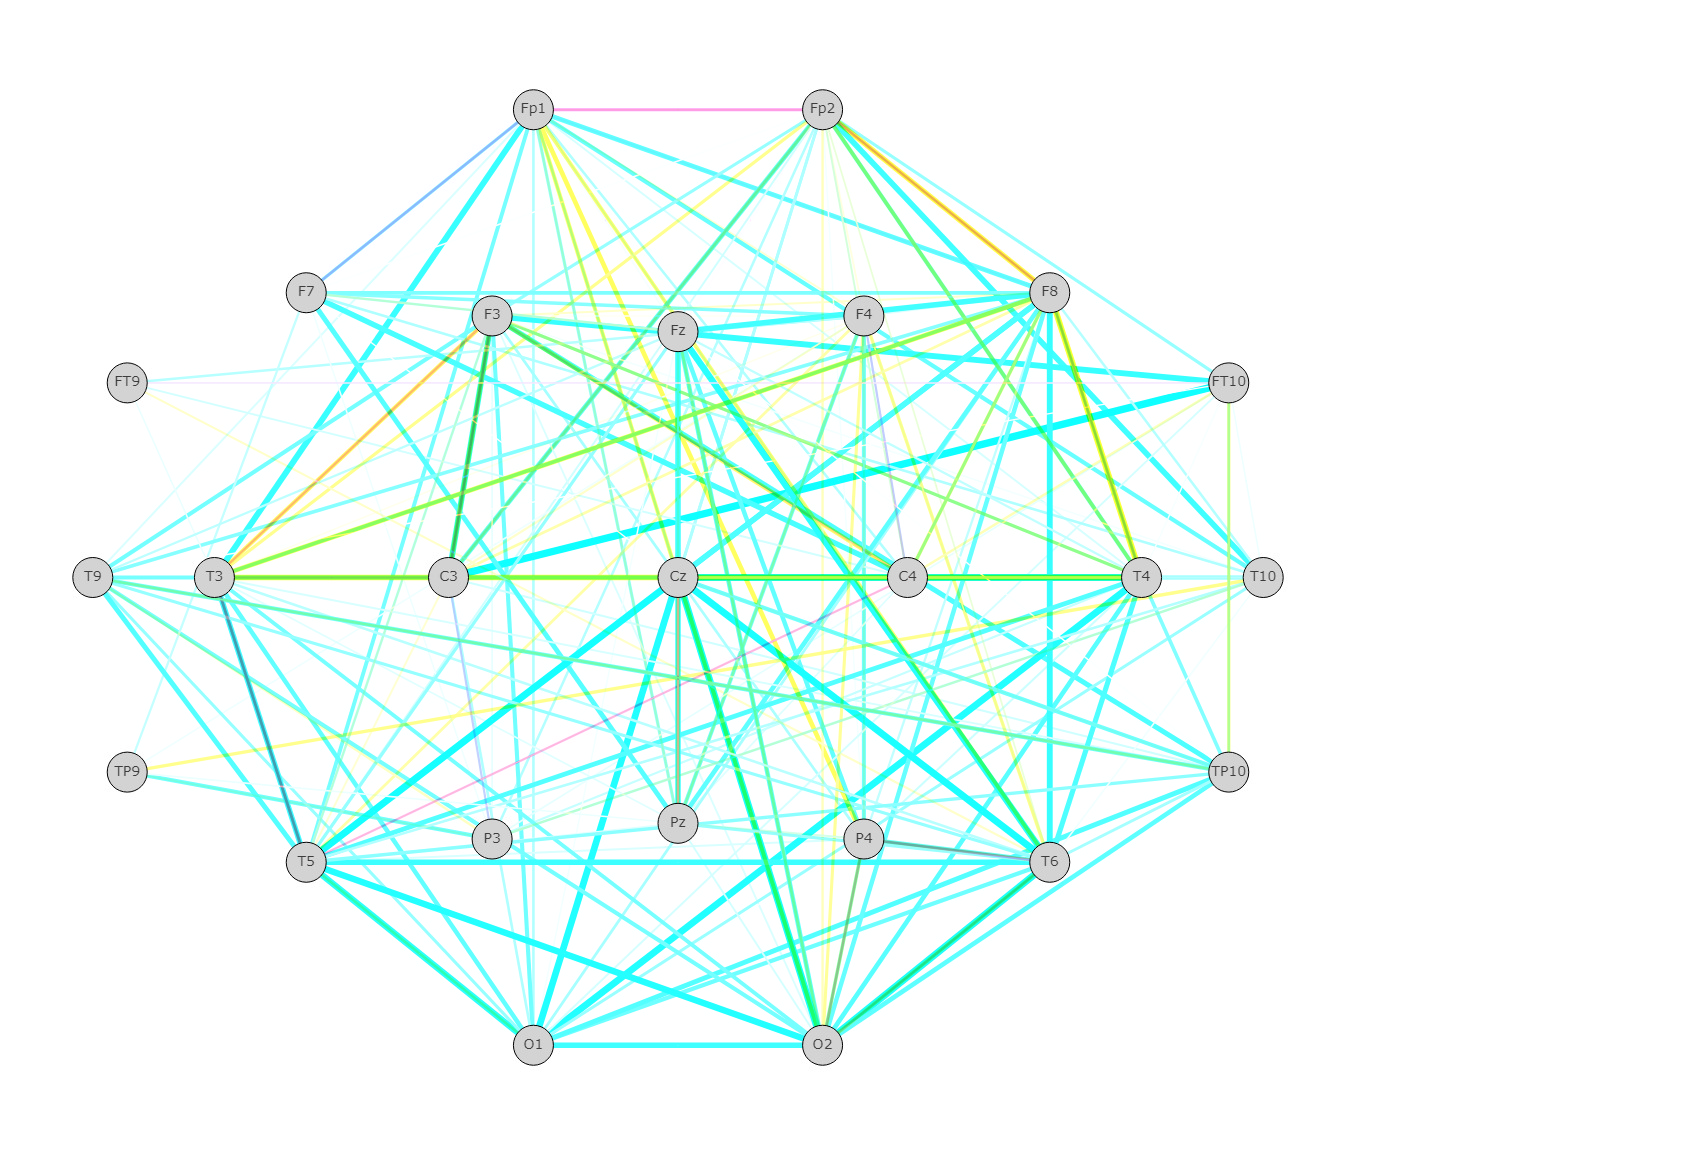 Fp1 Fp2
F7 F3 Fz F4 F8
FT9 FT10
T9 T3 C3 Cz C4 T4 T10
TP9 TP10
T5 P3 Pz P4 T6
O1 O2